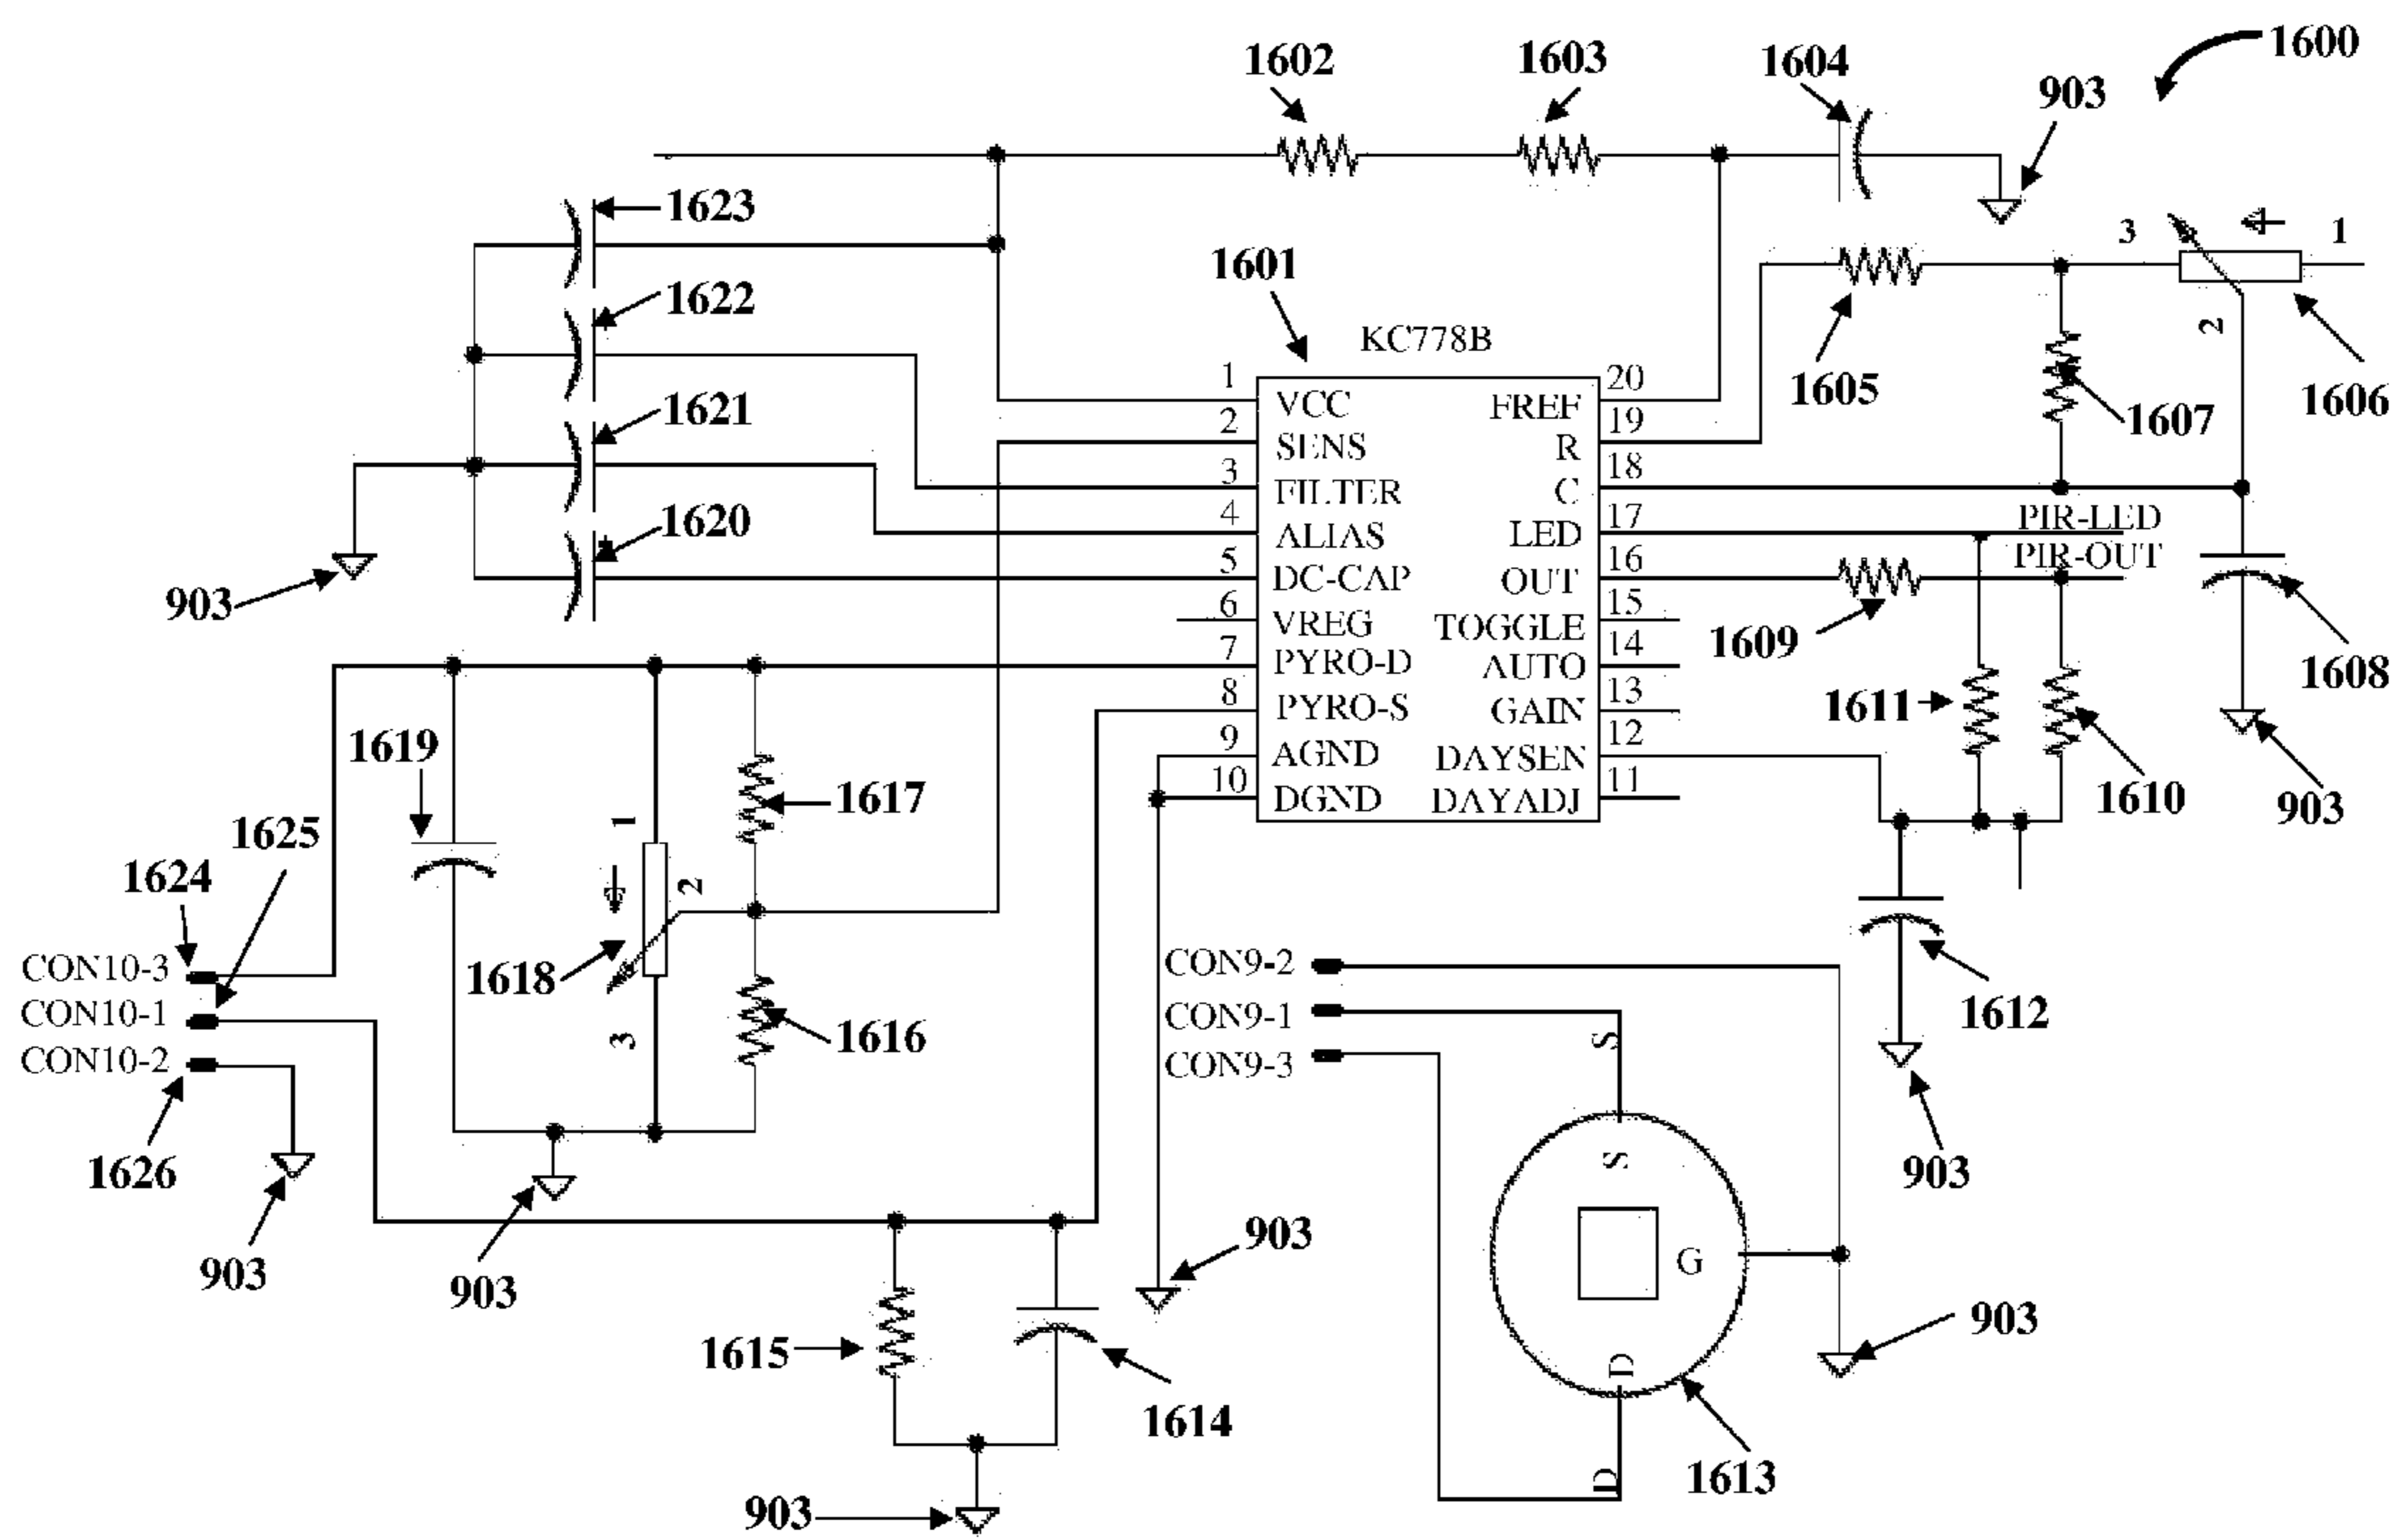 1600
1602
1603
1604
903
1623
1622
1621
1620
903
1601
KC778B
1605
3
1
2
1606
1607
1 VCC
2 SENS
3 FILTER
4 ALIAS
5 DC-CAP
6 VREG
7 PYRO-D
8 PYRO-S
9 AGND
10 DGND
20 FREF
19 R
18 C
17 LED
16 OUT
15 TOGGLE
14 AUTO
13 GAIN
12 DAYSEN
11 DAYADJ
PIR-LED
PIR-OUT
1609
1608
1611
1610
903
1619
1617
1
2
3
1618
1616
1625
1624
CON10-3
CON10-1
CON10-2
1626
903
903
CON9-2
CON9-1
CON9-3
1612
903
S
S
G
D
D
1613
903
903
1615
1614
903